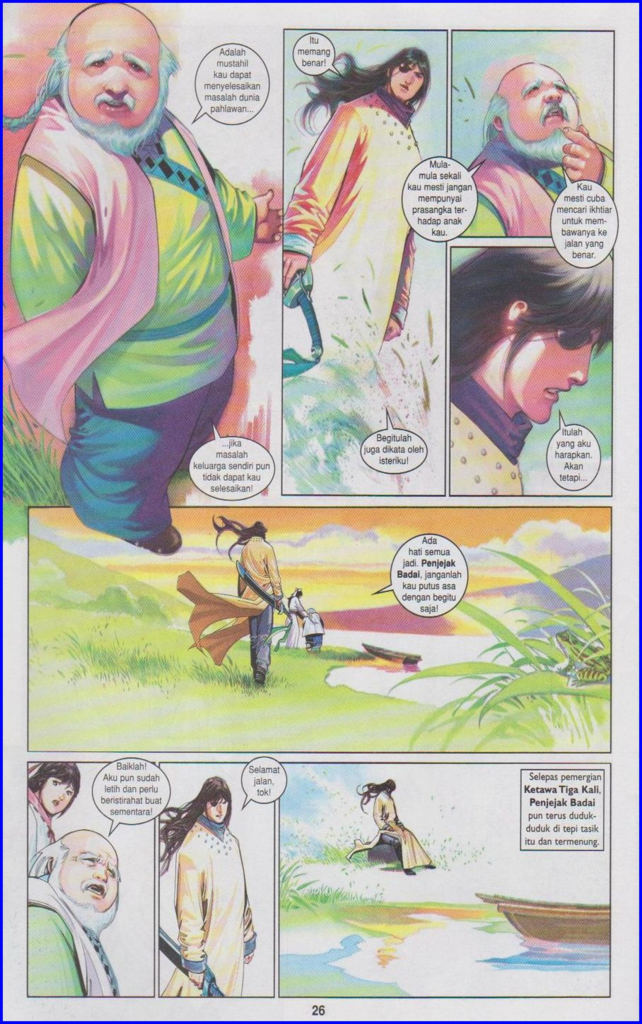 Adalah
mustahil
kau dapat
menyelesaikan
masalah dunia
pahlawan...
...jika
masalah
keluarga sendiri pun
tidak dapat kau
selesaikan!
Itu
memang
benar!
Begitulah
juga dikata oleh
isteriku!
Mula-
mula sekali
kau mesti jangan
mempunyai
prasangka ter-
hadap anak
kau.
Kau
mesti cuba
mencari ikhtiar
untuk mem-
bawanya ke
jalan yang
benar.
Itulah
yang aku
harapkan.
Akan
tetapi...
Ada
hati semua
jadi. Penjejak
Badai, janganlah
kau putus asa
dengan begitu
saja!
Baiklah!
Aku pun sudah
letih dan perlu
beristirahat buat
sementara!
Selamat
jalan,
tok!
Selepas pemergian
Ketawa Tiga Kali,
Penjejak Badai
pun terus duduk-
duduk di tepi tasik
itu dan termenung.
26